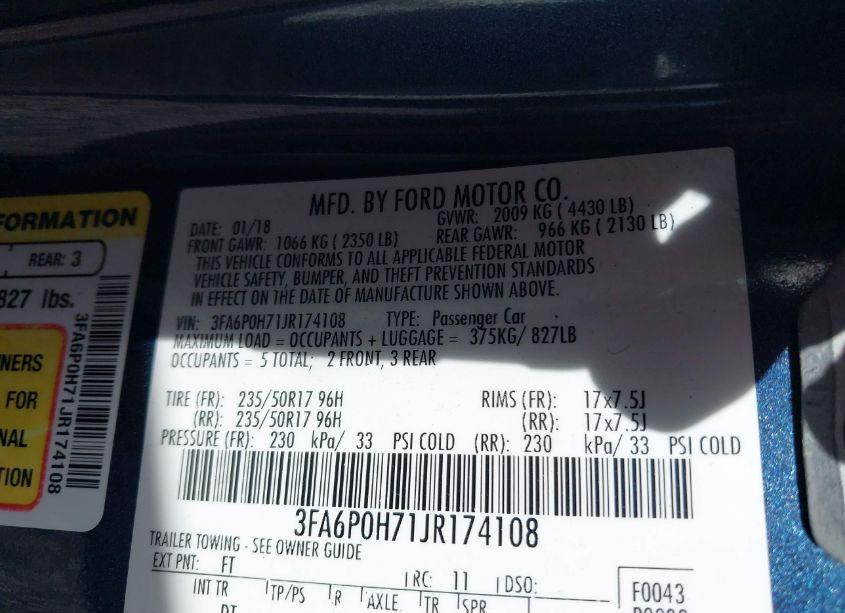 FORMATION
REAR: 3
827 lbs.
3FA6P0H71JR174108
WNERS
FOR
NAL
TION
MFD. BY FORD MOTOR CO.
DATE: 01/18 GVWR: 2009 KG ( 4430 LB)
FRONT GAWR: 1066 KG ( 2350 LB) REAR GAWR: 966 KG ( 2130 LB)
THIS VEHICLE CONFORMS TO ALL APPLICABLE FEDERAL MOTOR
VEHICLE SAFETY, BUMPER, AND THEFT PREVENTION STANDARDS
IN EFFECT ON THE DATE OF MANUFACTURE SHOWN ABOVE.
VIN: 3FA6P0H71JR174108 TYPE: Passenger Car
MAXIMUM LOAD = OCCUPANTS + LUGGAGE = 375KG/ 827LB
OCCUPANTS = 5 TOTAL; 2 FRONT, 3 REAR
TIRE (FR): 235/50R17 96H RIMS (FR): 17x7.5J
(RR): 235/50R17 96H (RR): 17x7.5J
PRESSURE (FR): 230 kPa/ 33 PSI COLD (RR): 230 kPa/ 33 PSI COLD
3FA6P0H71JR174108
TRAILER TOWING - SEE OWNER GUIDE
EXT PNT: FT RC: 11 DSO: F0043
INT TR TP/PS R AXLE TR SPR